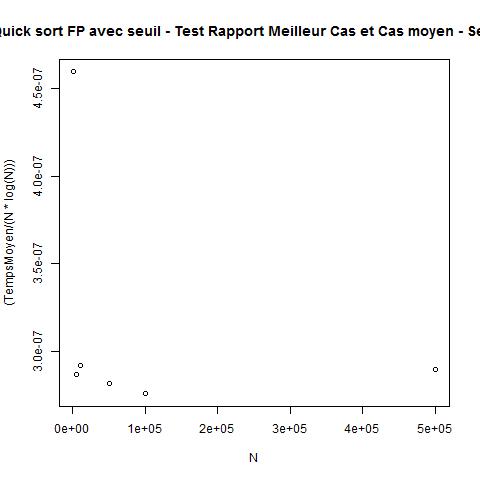 Quick sort FP avec seuil - Test Rapport Meilleur Cas et Cas moyen - Se
(TempsMoyen/(N * log(N)))
4.5e-07
4.0e-07
3.5e-07
3.0e-07
0e+00 1e+05 2e+05 3e+05 4e+05 5e+05
N